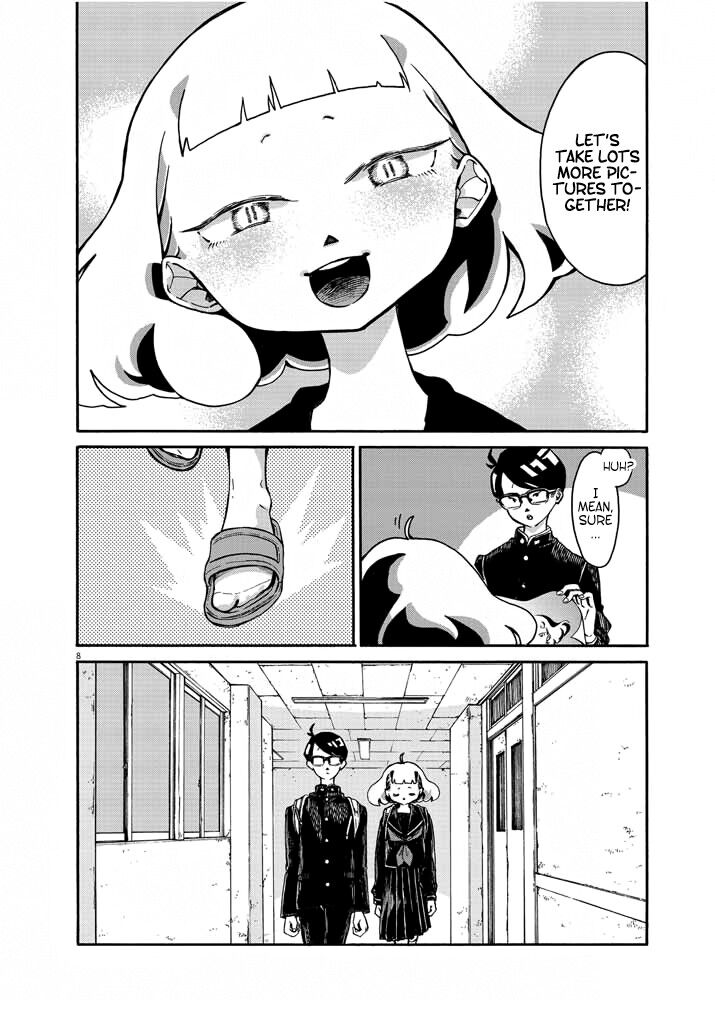 LET'S
TAKE LOTS
MORE PIC-
TURES TO-
GETHER!
HUH?
I
MEAN,
SURE
...
8